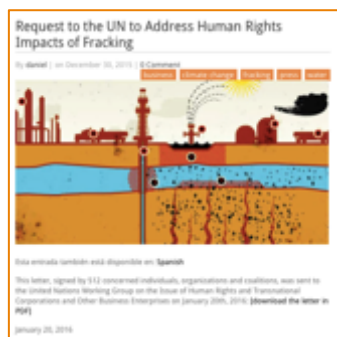 Request to the UN to Address Human Rights
Impacts of Fracking
By daniel | on December 30, 2015 | 0 Comment
business climate change fracking press water
Esta entrada también está disponible en: Spanish
This letter, signed by 512 concerned individuals, organizations and coalitions, was sent to
the United Nations Working Group on the Issue of Human Rights and Transnational
Corporations and Other Business Enterprises on January 20th, 2016: [download the letter in
PDF]
January 20, 2016